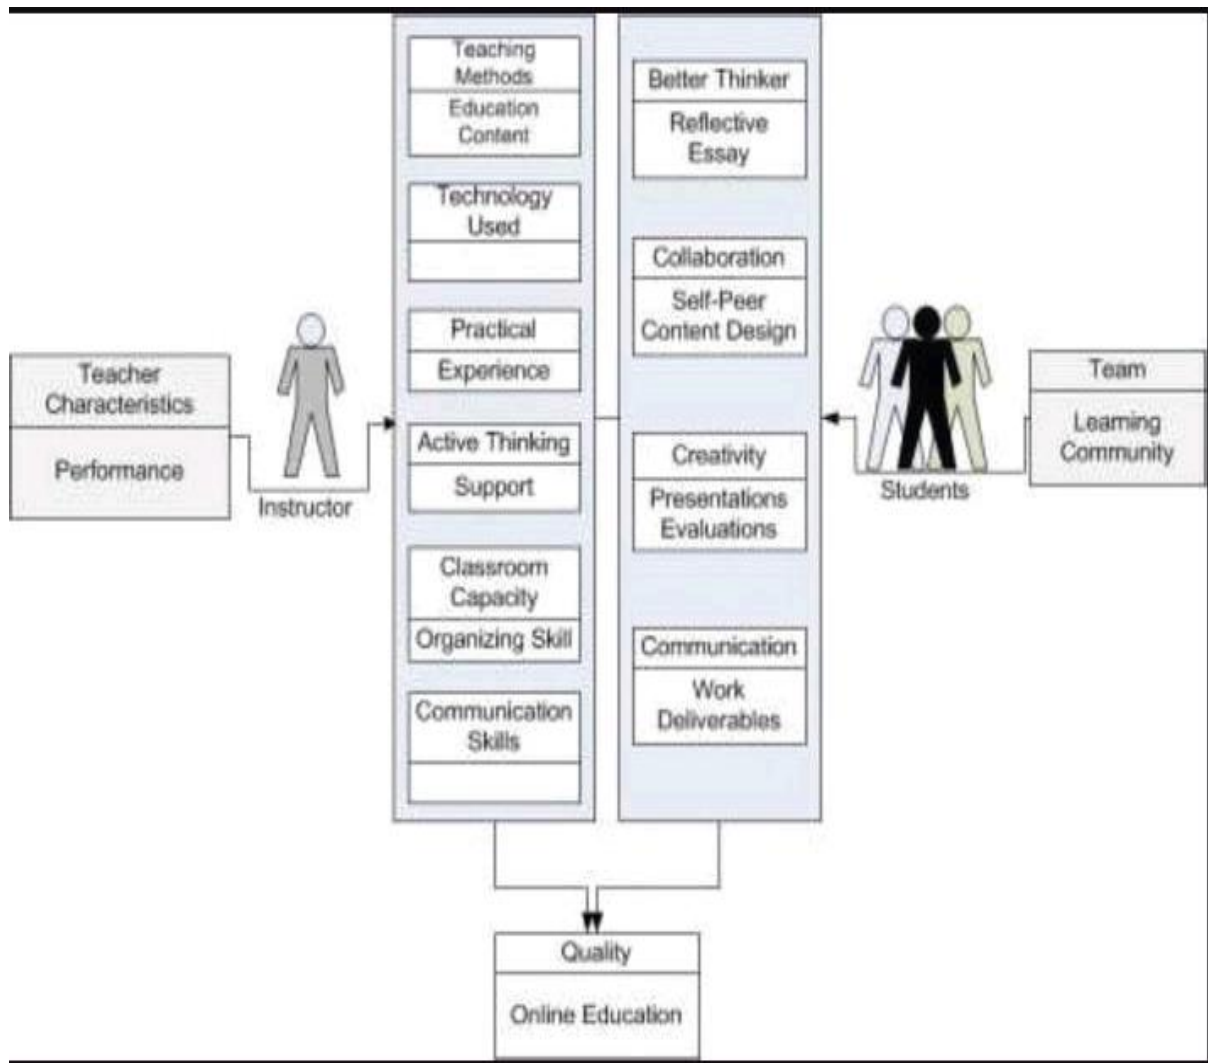 Teacher
Characteristics
Performance
Instructor
Teaching
Methods
Education
Content
Technology
Used
Practical
Experience
Active Thinking
Support
Classroom
Capacity
Organizing Skill
Communication
Skills
Better Thinker
Reflective
Essay
Collaboration
Self-Peer
Content Design
Creativity
Presentations
Evaluations
Communication
Work
Deliverables
Students
Team
Learning
Community
Quality
Online Education